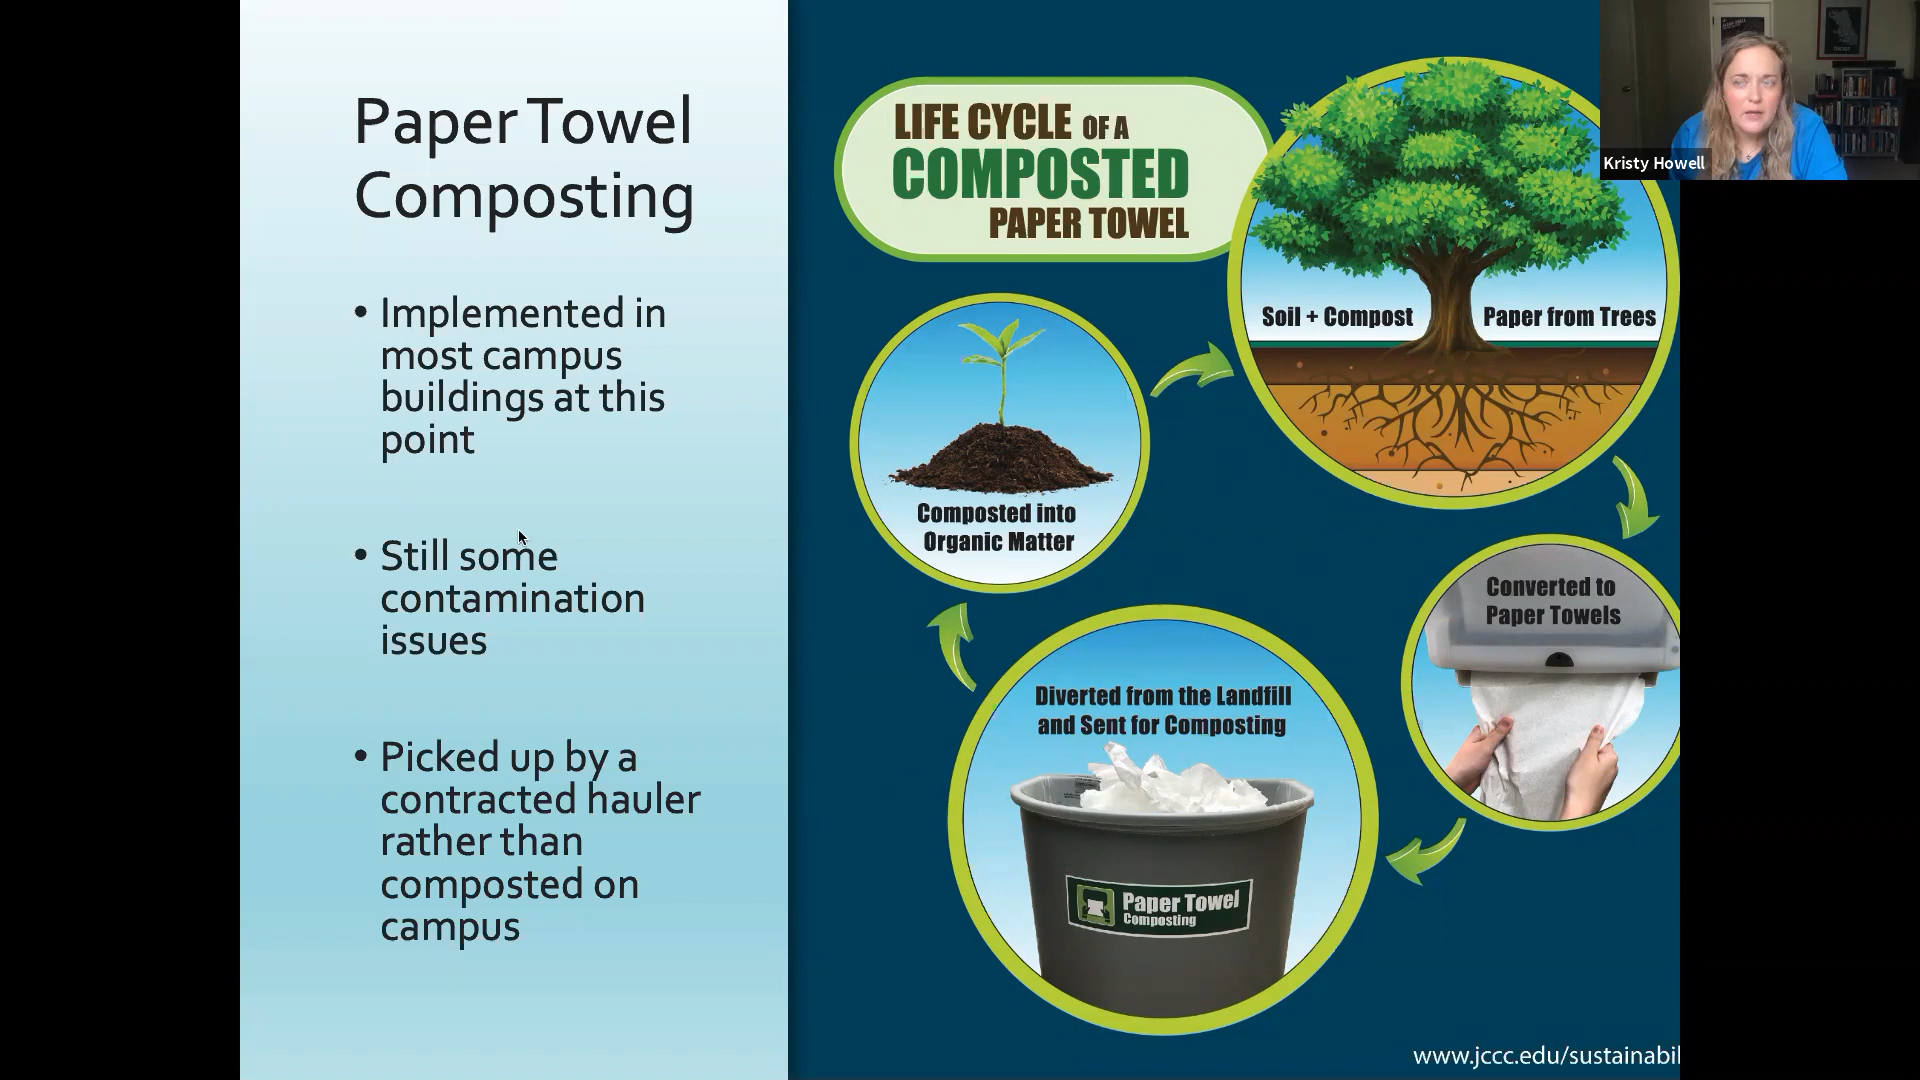 Paper Towel
Composting
• Implemented in
most campus
buildings at this
point
• Still some
contamination
issues
• Picked up by a
contracted hauler
rather than
composted on
campus
LIFE CYCLE OF A
COMPOSTED
PAPER TOWEL
Soil + Compost
Paper from Trees
Converted to
Paper Towels
Diverted from the Landfill
and Sent for Composting
Paper Towel
Composting
Composted into
Organic Matter
www.jccc.edu/sustainabil
Kristy Howell